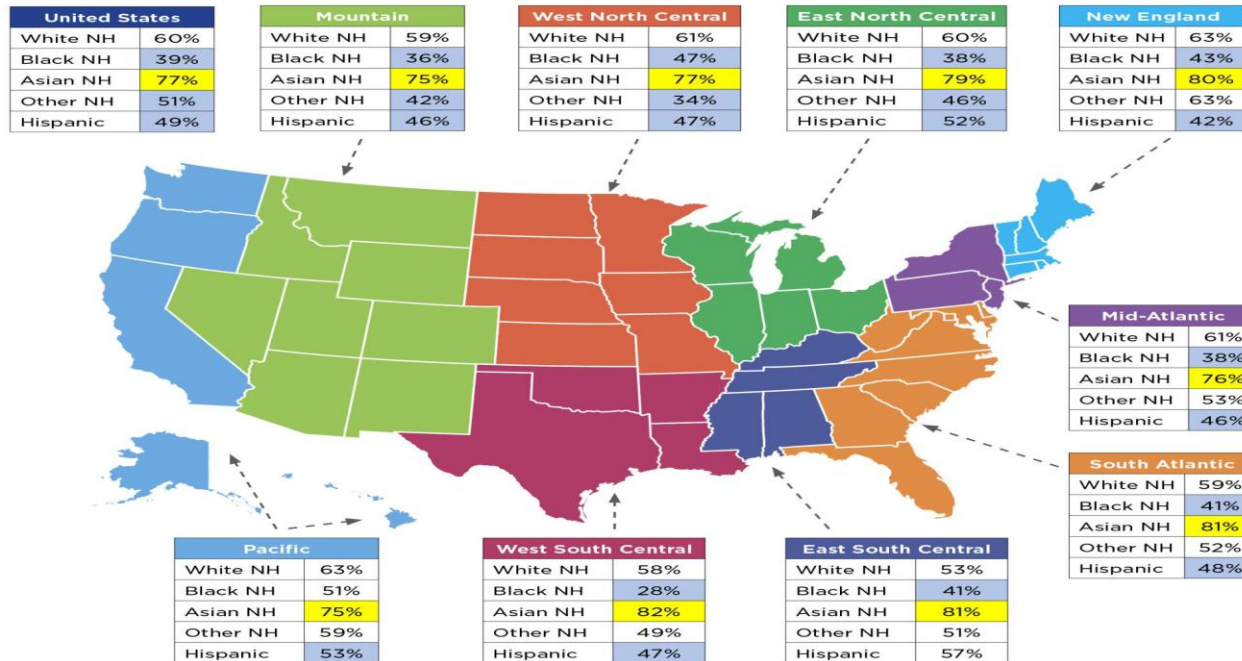 United States
White NH 60%
Black NH 39%
Asian NH 77%
Other NH 51%
Hispanic 49%
Mountain
White NH 59%
Black NH 36%
Asian NH 75%
Other NH 42%
Hispanic 46%
West North Central
White NH 61%
Black NH 47%
Asian NH 77%
Other NH 34%
Hispanic 47%
East North Central
White NH 60%
Black NH 38%
Asian NH 79%
Other NH 46%
Hispanic 52%
New England
White NH 63%
Black NH 43%
Asian NH 80%
Other NH 63%
Hispanic 42%
Mid-Atlantic
White NH 61%
Black NH 38%
Asian NH 76%
Other NH 53%
Hispanic 46%
South Atlantic
White NH 59%
Black NH 41%
Asian NH 81%
Other NH 52%
Hispanic 48%
Pacific
White NH 63%
Black NH 51%
Asian NH 75%
Other NH 59%
Hispanic 53%
West South Central
White NH 58%
Black NH 28%
Asian NH 82%
Other NH 49%
Hispanic 47%
East South Central
White NH 53%
Black NH 41%
Asian NH 81%
Other NH 51%
Hispanic 57%